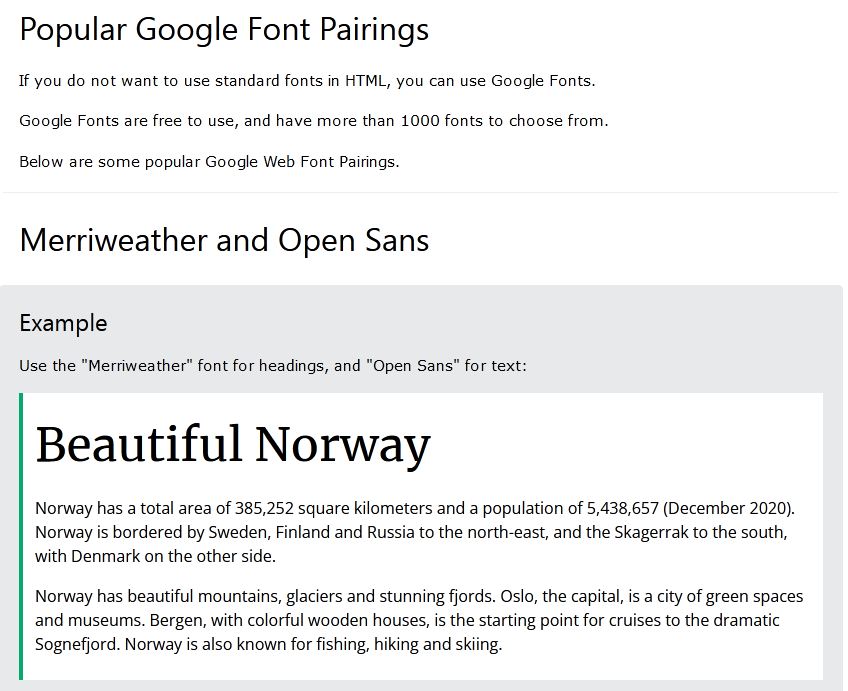 Popular Google Font Pairings
If you do not want to use standard fonts in HTML, you can use Google Fonts.
Google Fonts are free to use, and have more than 1000 fonts to choose from.
Below are some popular Google Web Font Pairings.
Merriweather and Open Sans
Example
Use the "Merriweather" font for headings, and "Open Sans" for text:
Beautiful Norway
Norway has a total area of 385,252 square kilometers and a population of 5,438,657 (December 2020).
Norway is bordered by Sweden, Finland and Russia to the north-east, and the Skagerrak to the south,
with Denmark on the other side.
Norway has beautiful mountains, glaciers and stunning fjords. Oslo, the capital, is a city of green spaces
and museums. Bergen, with colorful wooden houses, is the starting point for cruises to the dramatic
Sognefjord. Norway is also known for fishing, hiking and skiing.